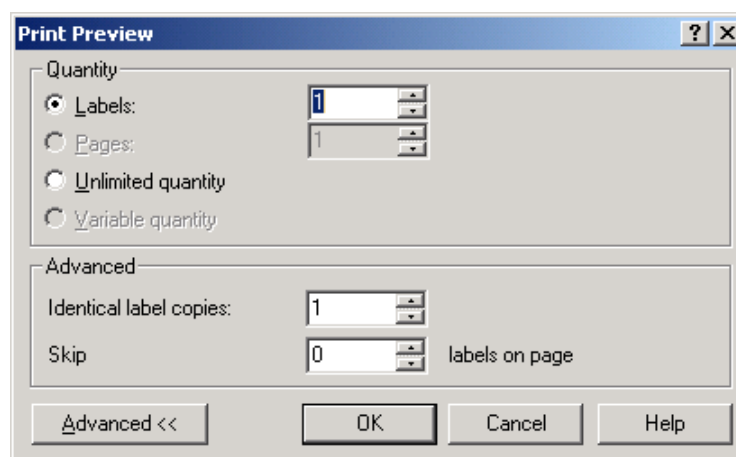 Print Preview
Quantity
Labels: 1
Pages: 1
Unlimited quantity
Variable quantity
Advanced
Identical label copies: 1
Skip 0 labels on page
Advanced << OK Cancel Help